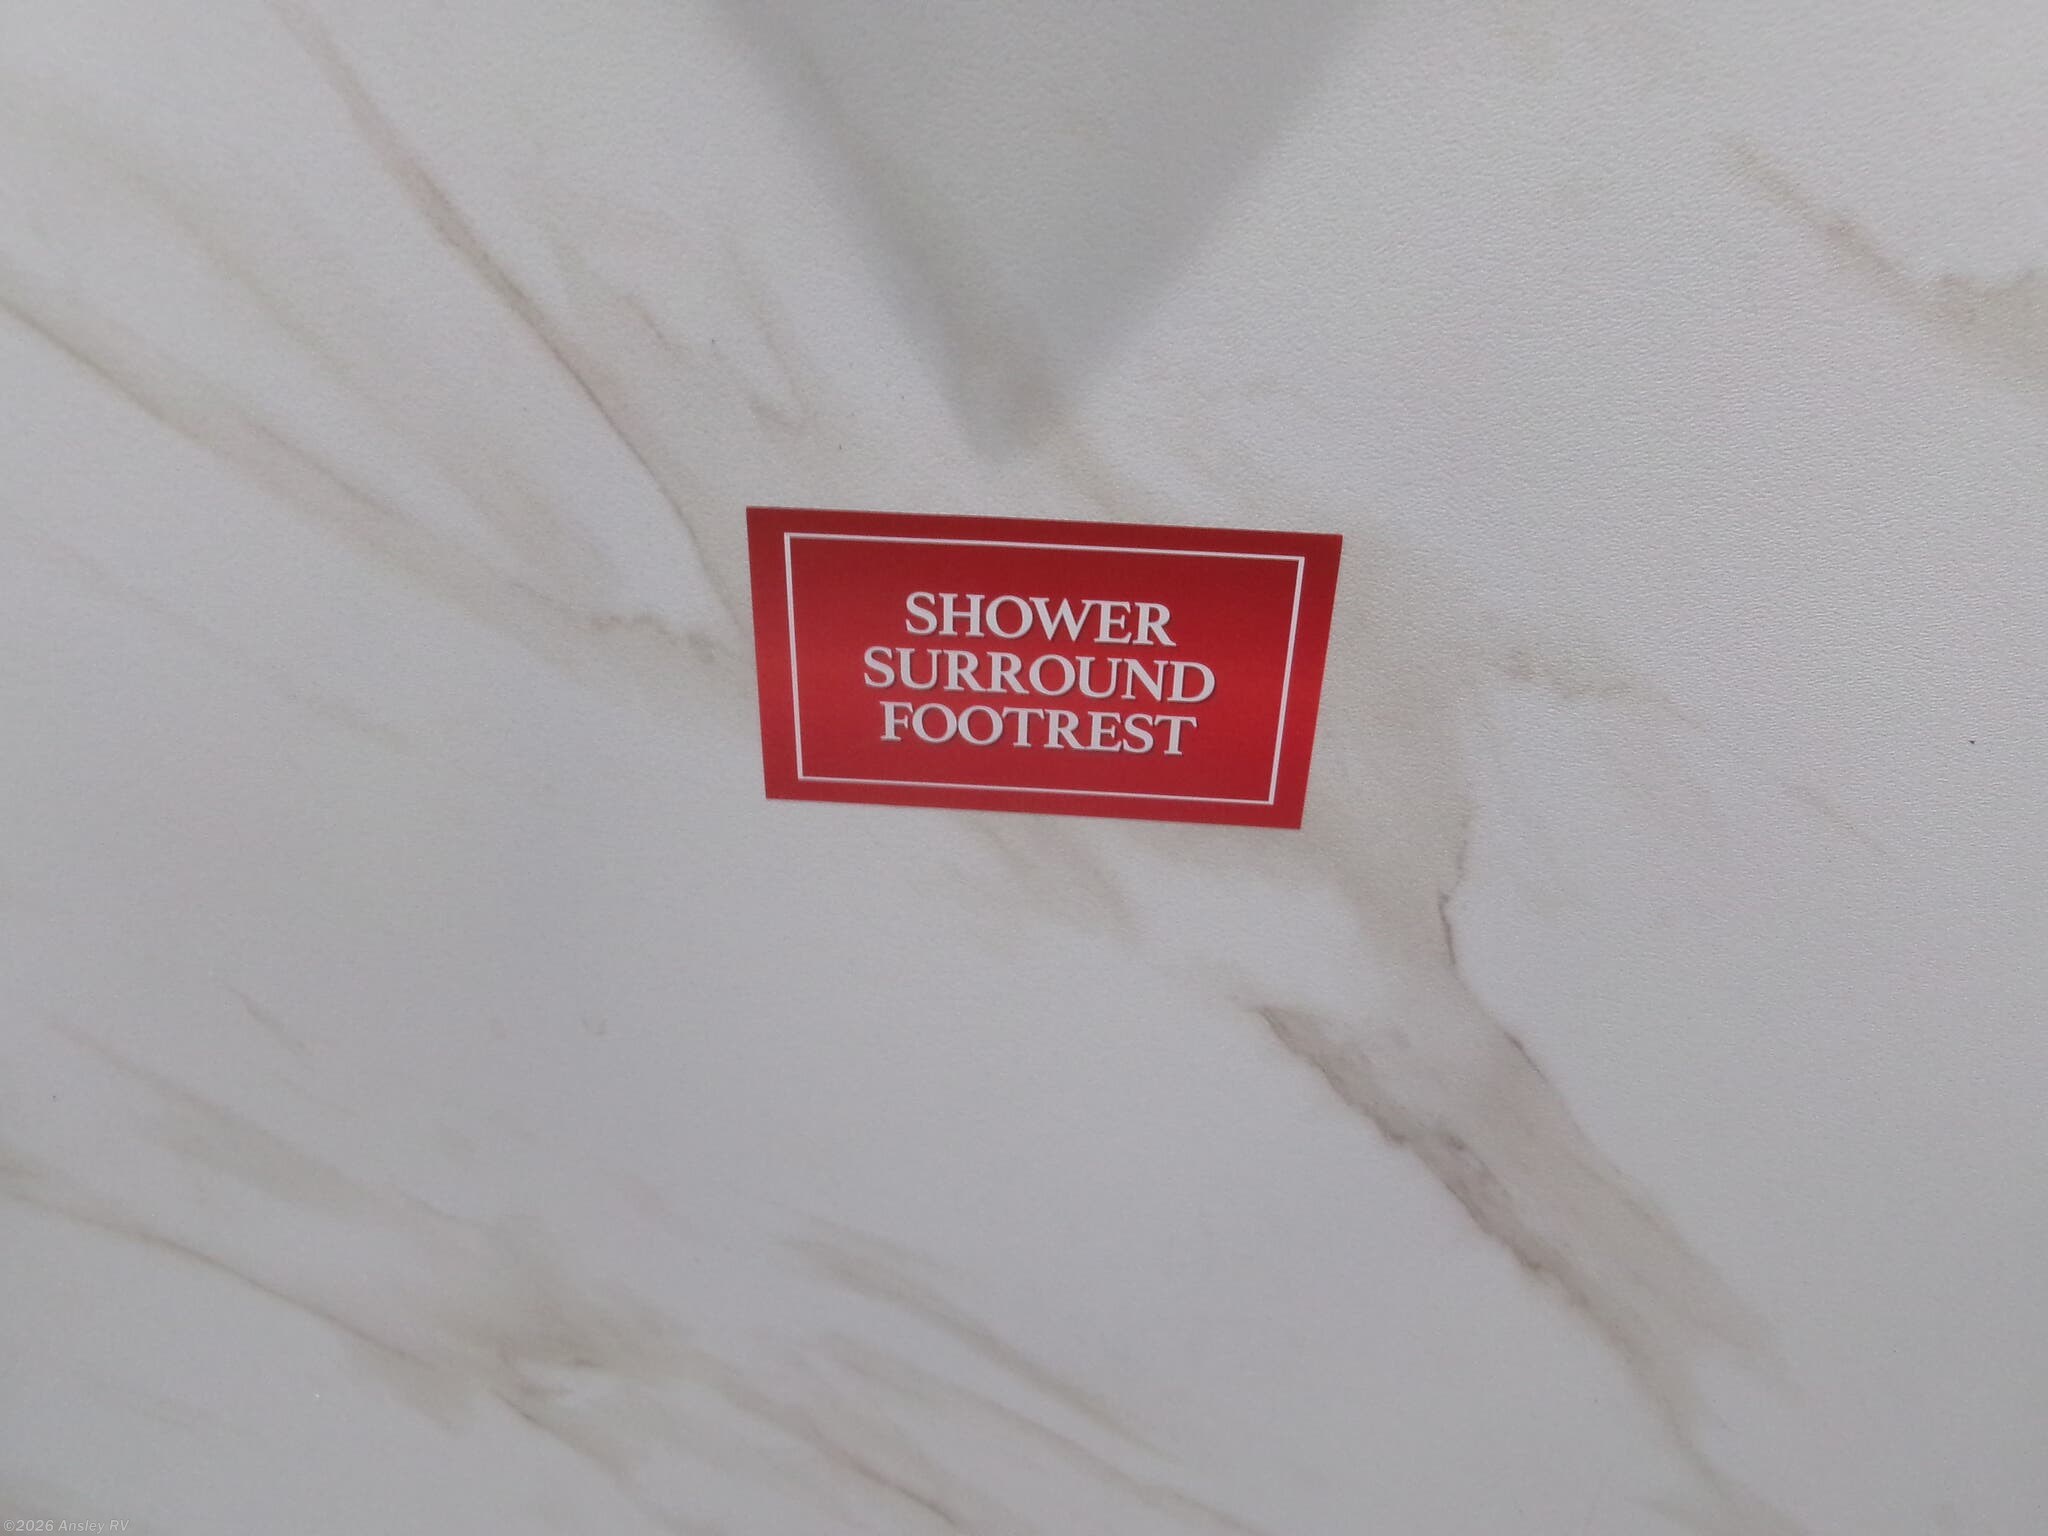 SHOWER
SURROUND
FOOTREST
©2026 Ansley RV